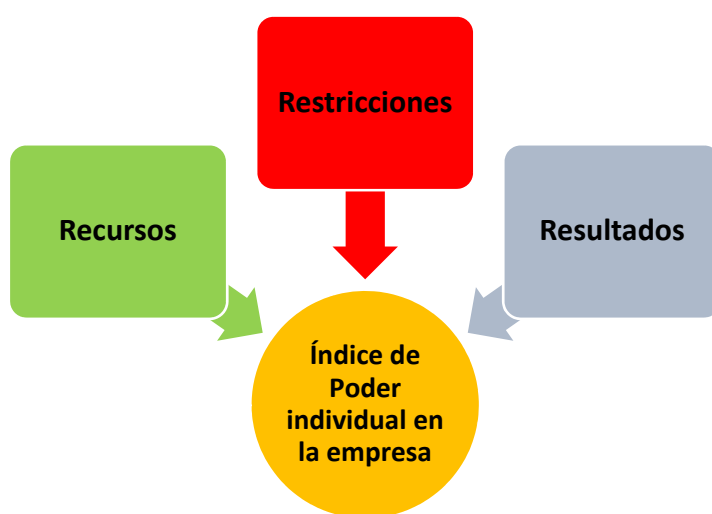 Restricciones
Recursos
Resultados
Índice de
Poder
individual en
la empresa